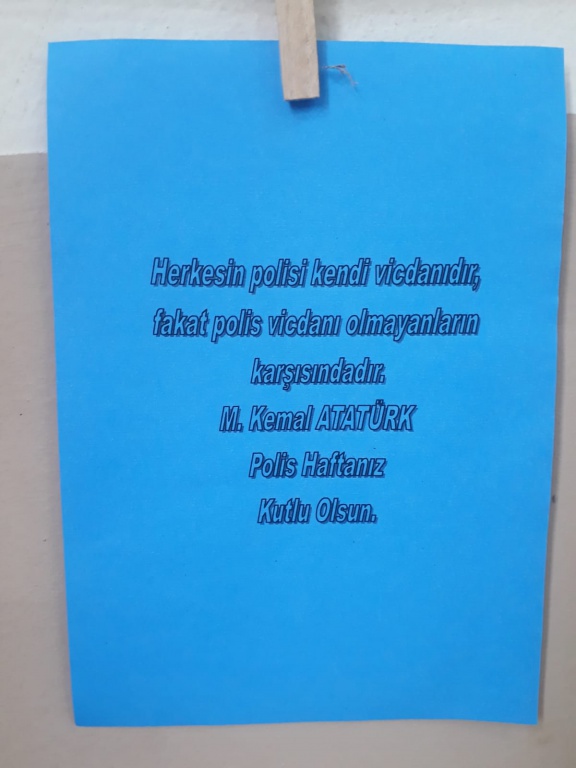 Herkesin polisi kendi vicdanıdır,
fakat polis vicdanı olmayanların
karşısındadır.
M. Kemal ATATÜRK
Polis Haftanız
Kutlu Olsun.